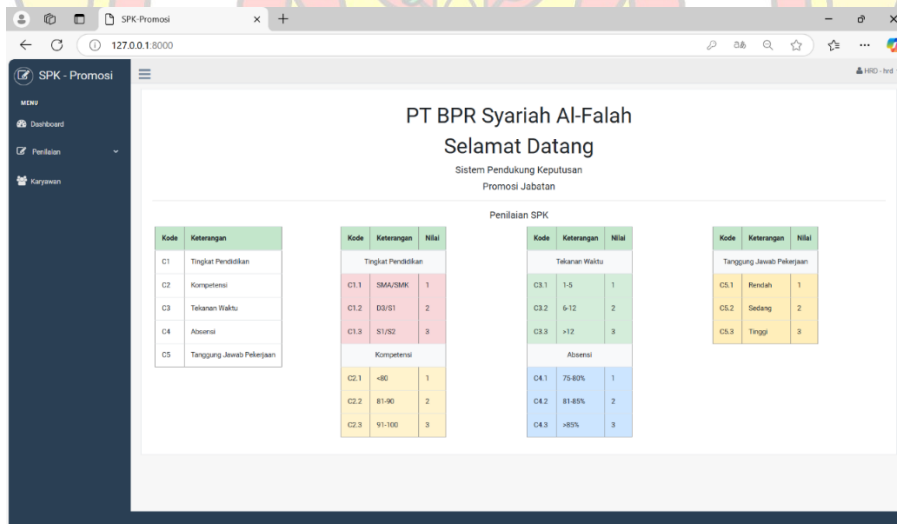 SPK-Promosi
127.0.0.1:8000
SPK - Promosi
HRD - hrd
MENU
Dashboard
Penilaian
Karyawan
PT BPR Syariah Al-Falah
Selamat Datang
Sistem Pendukung Keputusan
Promosi Jabatan
Penilaian SPK
Kode Keterangan
C1 Tingkat Pendidikan
C2 Kompetensi
C3 Tekanan Waktu
C4 Absensi
C5 Tanggung Jawab Pekerjaan
Kode Keterangan Nilai
Tingkat Pendidikan
C1.1 SMA/SMK 1
C1.2 D3/S1 2
C1.3 S1/S2 3
Kompetensi
C2.1 <80 1
C2.2 81-90 2
C2.3 91-100 3
Kode Keterangan Nilai
Tekanan Waktu
C3.1 1-5 1
C3.2 6-12 2
C3.3 >12 3
Absensi
C4.1 75-80% 1
C4.2 81-85% 2
C4.3 >85% 3
Kode Keterangan Nilai
Tanggung Jawab Pekerjaan
C5.1 Rendah 1
C5.2 Sedang 2
C5.3 Tinggi 3